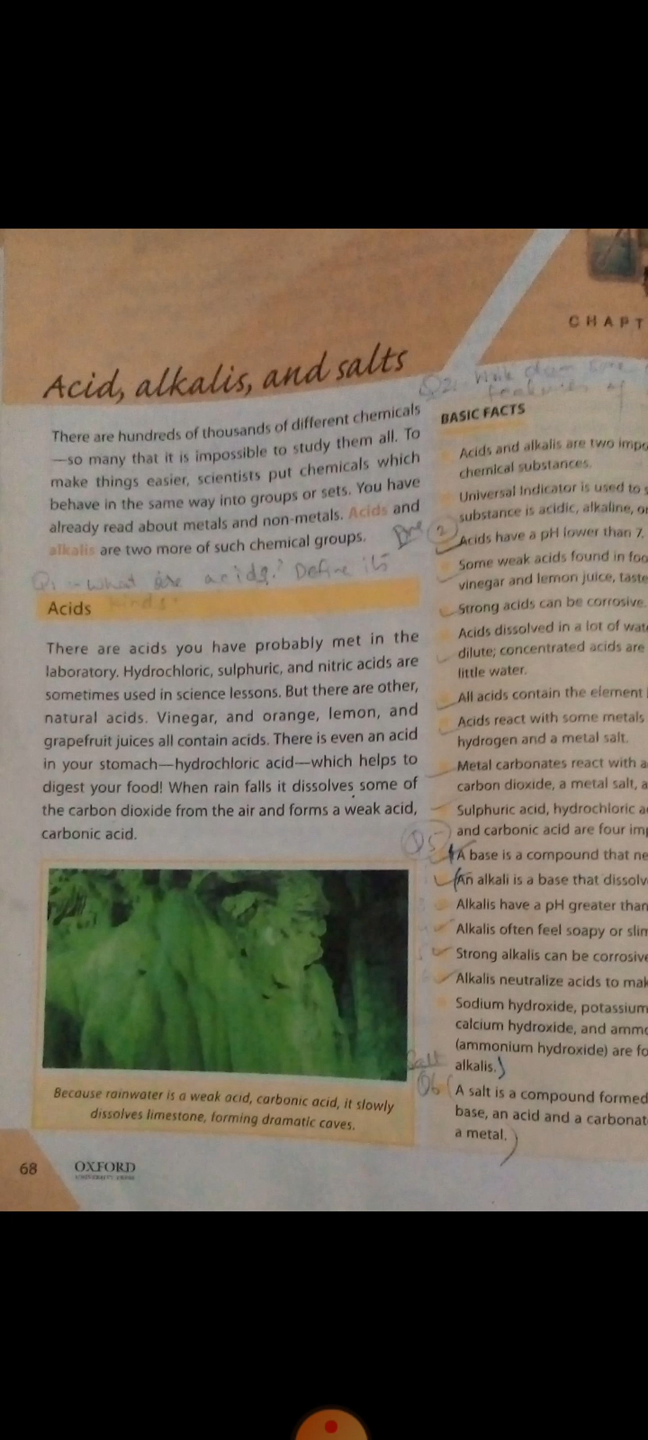 CHAPT
Acid, alkalis, and salts
There are hundreds of thousands of different chemicals
—so many that it is impossible to study them all. To
make things easier, scientists put chemicals which
behave in the same way into groups or sets. You have
already read about metals and non-metals. Acids and
alkalis are two more of such chemical groups.
Q1 - what are acids? Define its
kinds.
Acids
There are acids you have probably met in the
laboratory. Hydrochloric, sulphuric, and nitric acids are
sometimes used in science lessons. But there are other,
natural acids. Vinegar, and orange, lemon, and
grapefruit juices all contain acids. There is even an acid
in your stomach—hydrochloric acid—which helps to
digest your food! When rain falls it dissolves some of
the carbon dioxide from the air and forms a weak acid,
carbonic acid.
Because rainwater is a weak acid, carbonic acid, it slowly
dissolves limestone, forming dramatic caves.
68
OXFORD
UNIVERSITY PRESS
BASIC FACTS
Acids and alkalis are two impo
chemical substances.
Universal Indicator is used to s
substance is acidic, alkaline, o
2
Acids have a pH lower than 7.
Some weak acids found in foo
vinegar and lemon juice, taste
Strong acids can be corrosive.
Acids dissolved in a lot of wat
dilute; concentrated acids are
little water.
All acids contain the element
Acids react with some metals
hydrogen and a metal salt.
Metal carbonates react with a
carbon dioxide, a metal salt, a
Sulphuric acid, hydrochloric a
and carbonic acid are four imp
Q5
A base is a compound that ne
An alkali is a base that dissolv
Alkalis have a pH greater than
Alkalis often feel soapy or slim
Strong alkalis can be corrosive
Alkalis neutralize acids to mak
Sodium hydroxide, potassium
calcium hydroxide, and ammo
(ammonium hydroxide) are fo
alkalis.
Salt
Q6
A salt is a compound formed
base, an acid and a carbonat
a metal.